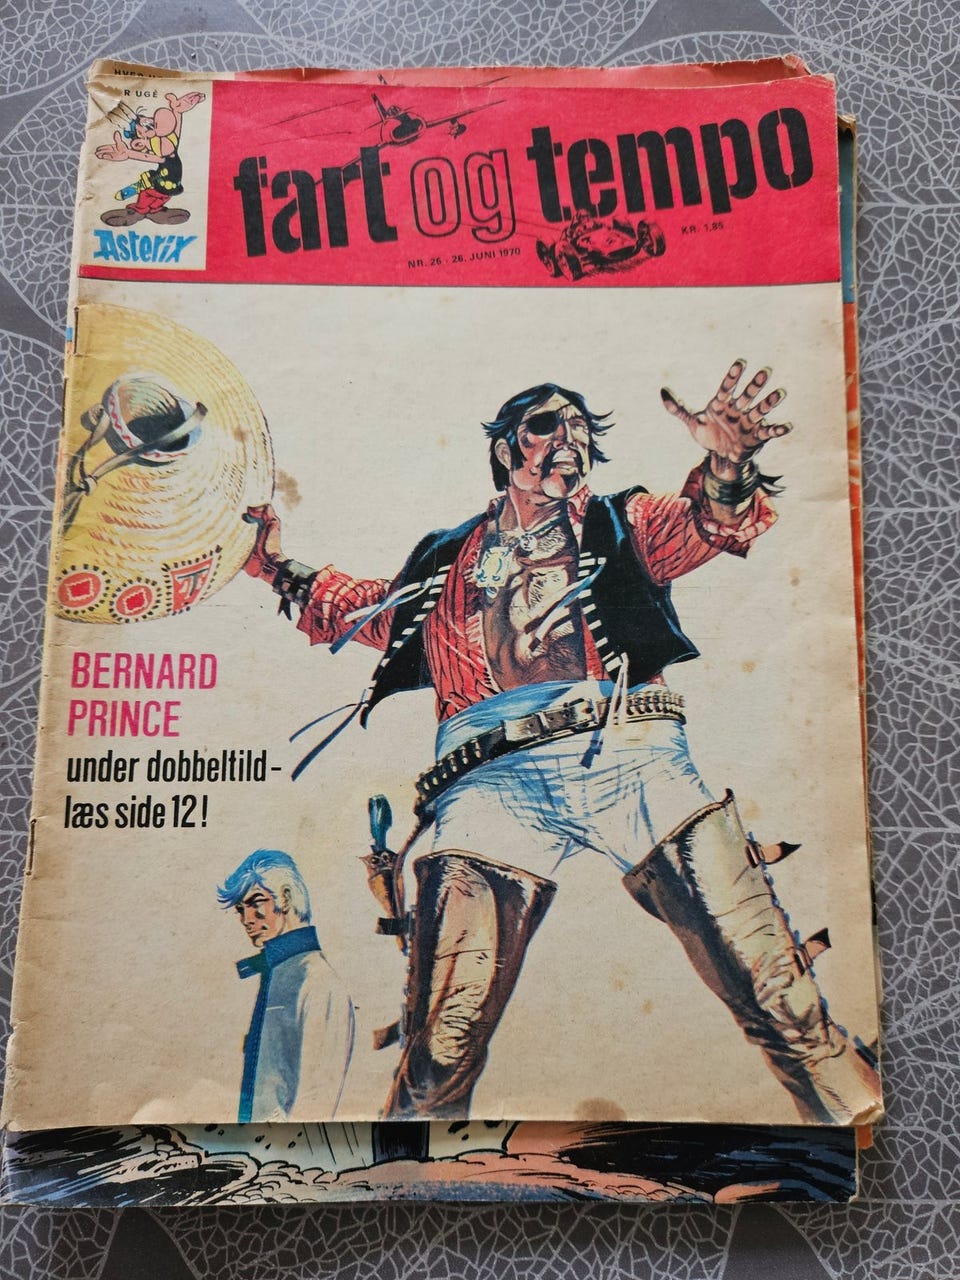 R UGE
Asterix
fart og tempo
NR. 26 - 26. JUNI 1970
KR. 1,85
BERNARD
PRINCE
under dobbeltild-
læs side 12!